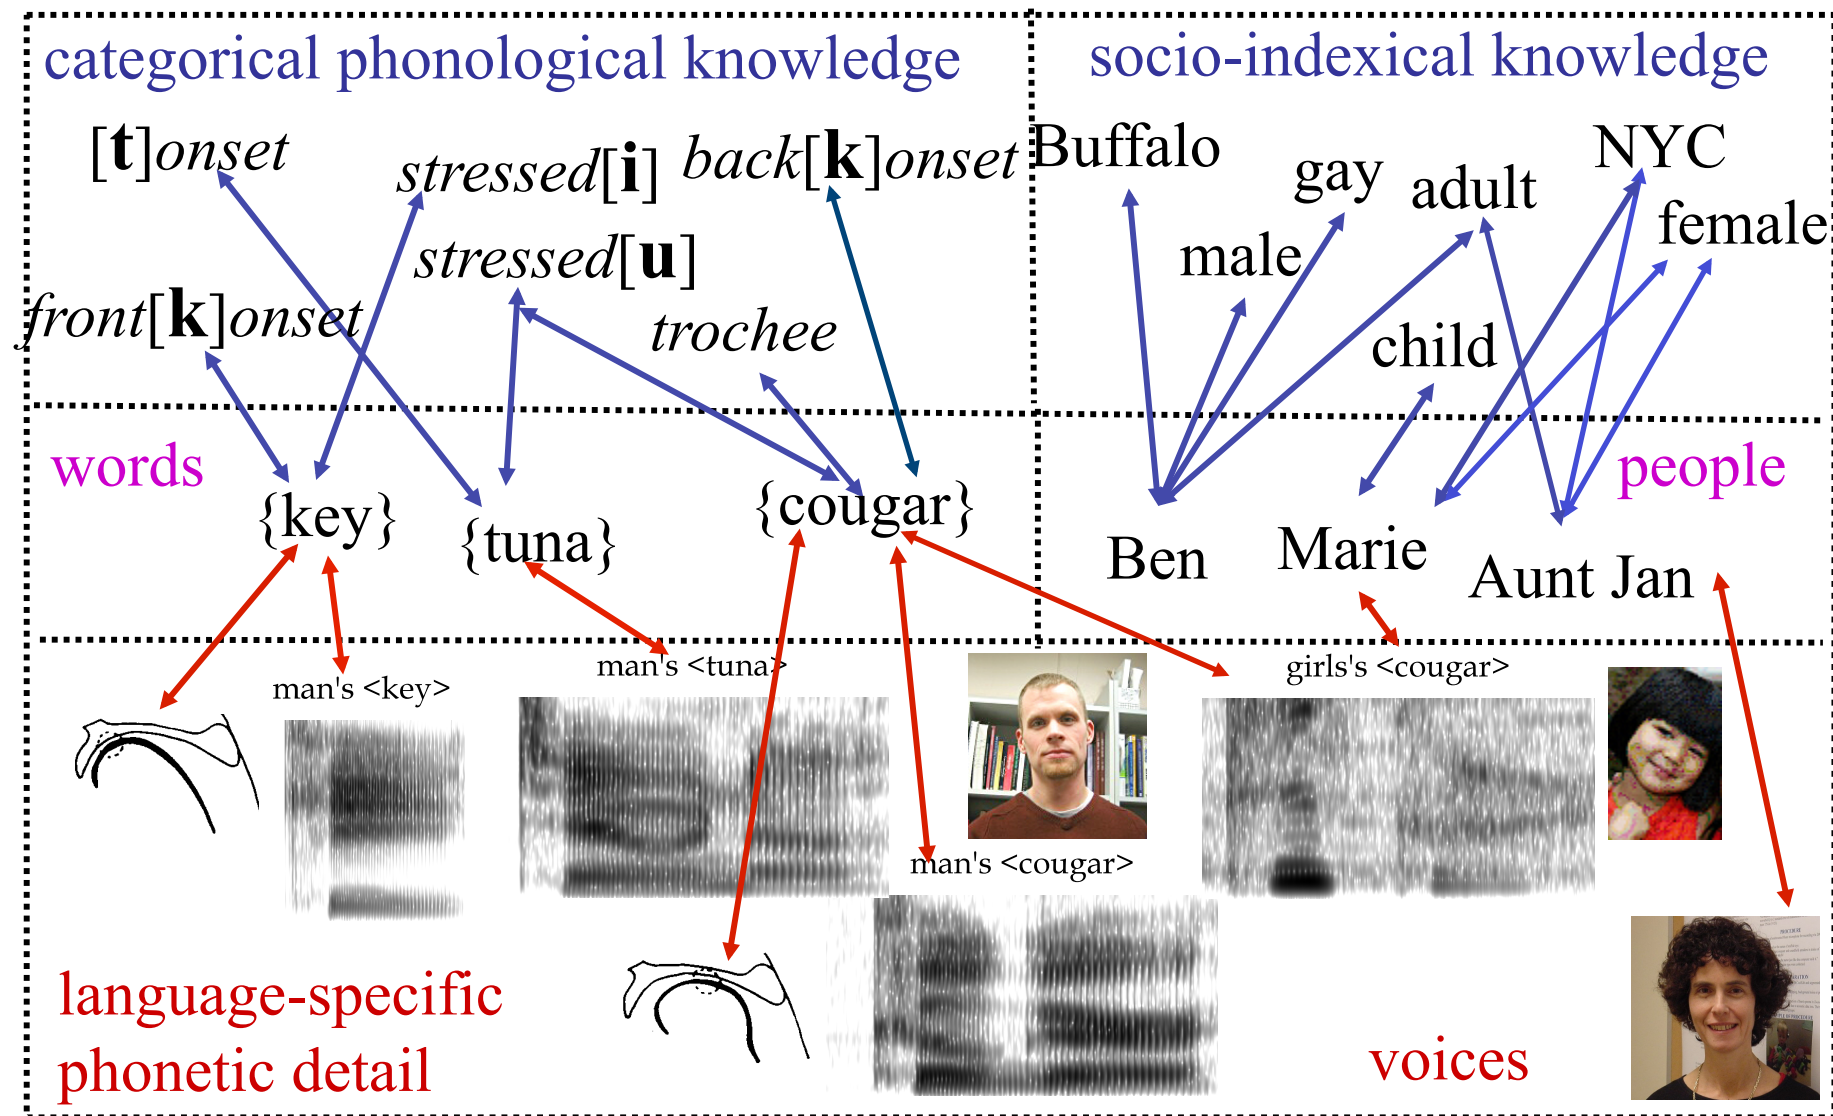 categorical phonological knowledge
socio-indexical knowledge
[t]onset
stressed[i]
back[k]onset
Buffalo
gay
adult
NYC
female
stressed[u]
male
front[k]onset
trochee
child
words
people
{key}
{tuna}
{cougar}
Ben
Marie
Aunt Jan
man's <key>
man's <tuna>
girls's <cougar>
man's <cougar>
language-specific
phonetic detail
voices